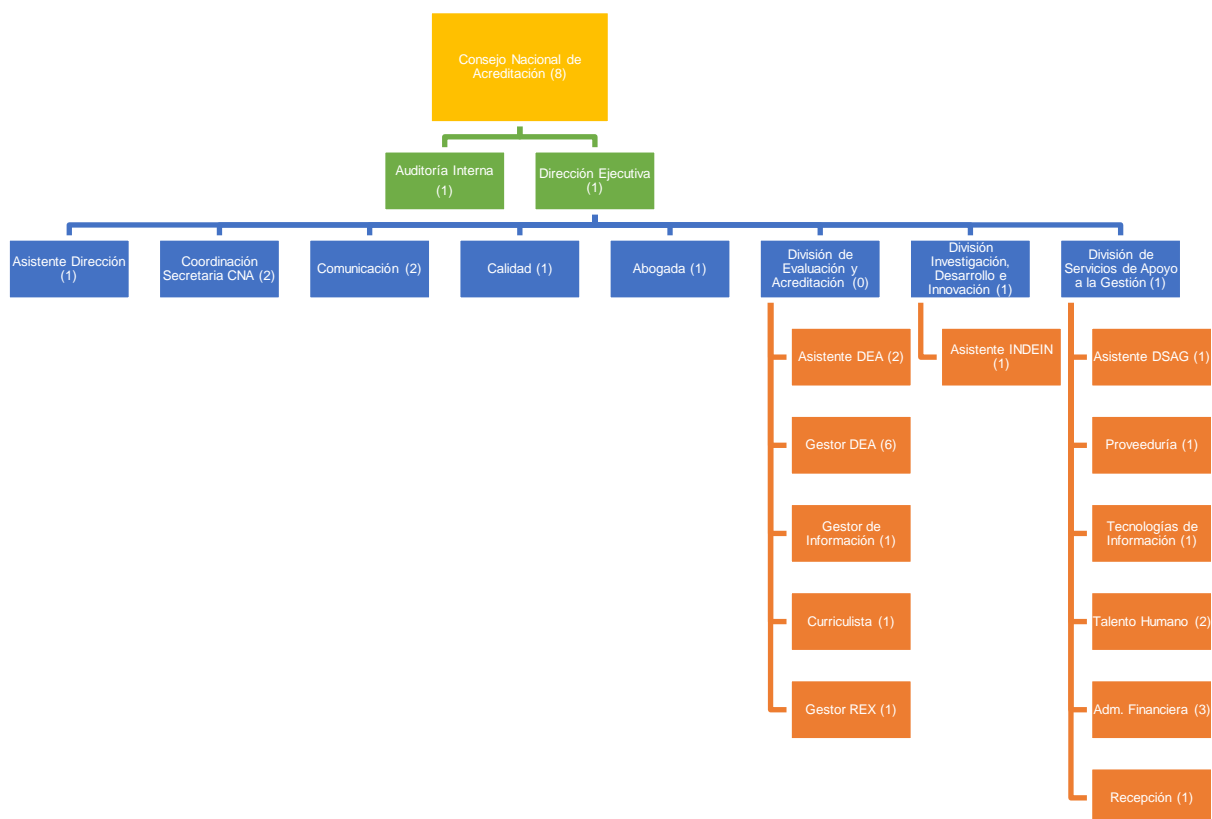 Consejo Nacional de
Acreditación (8)
Auditoría Interna
(1)
Dirección Ejecutiva
(1)
Asistente Dirección
(1)
Coordinación
Secretaria CNA (2)
Comunicación (2)
Calidad (1)
Abogada (1)
División de
Evaluación y
Acreditación (0)
División
Investigación,
Desarrollo e
Innovación (1)
División de
Servicios de Apoyo
a la Gestión (1)
Asistente DEA (2)
Gestor DEA (6)
Gestor de
Información (1)
Curriculista (1)
Gestor REX (1)
Asistente INDEIN
(1)
Asistente DSAG (1)
Proveeduría (1)
Tecnologías de
Información (1)
Talento Humano (2)
Adm. Financiera (3)
Recepción (1)